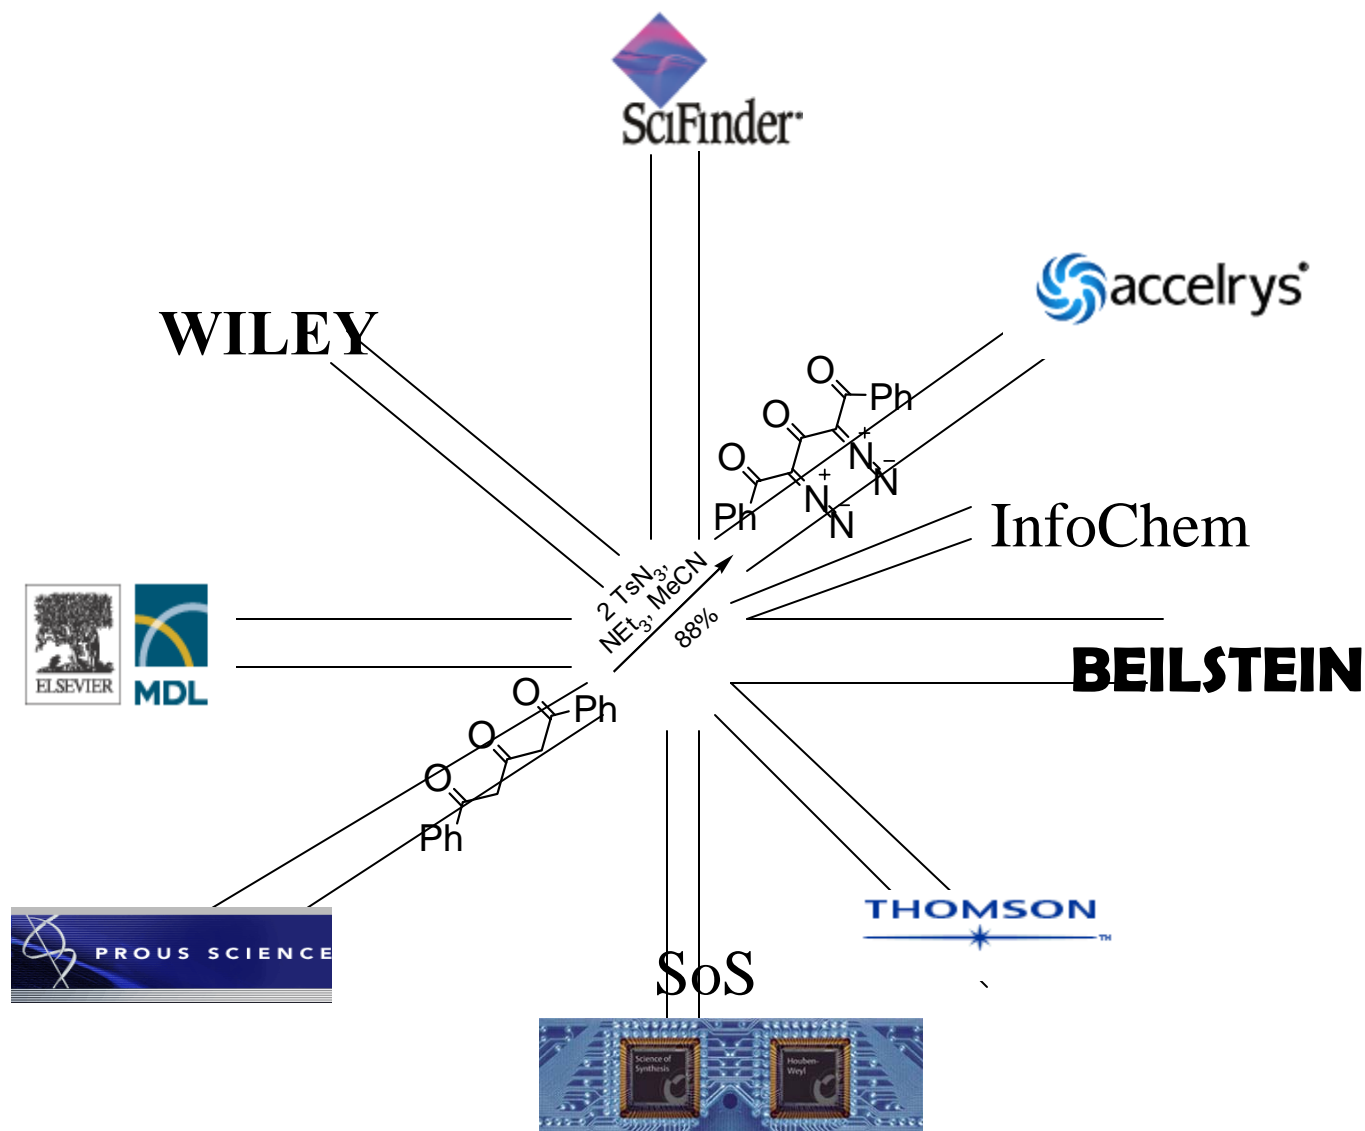 SciFinder®
accelrys®
WILEY
O
Ph
O
N
+
N
−
O
N
+
N
−
Ph
InfoChem
2 TsN3,
NEt3, MeCN
88%
ELSEVIER
MDL
BEILSTEIN
O
Ph
O
O
Ph
THOMSON
TM
PROUS SCIENCE
SoS
`
Science of
Synthesis
Houben-
Weyl